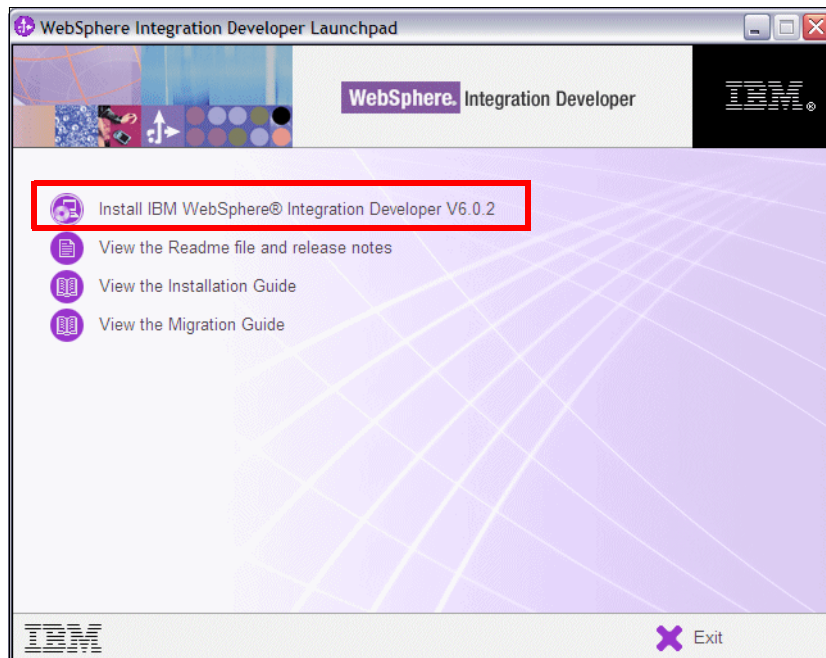 WebSphere Integration Developer Launchpad
WebSphere. Integration Developer
IBM®
Install IBM WebSphere® Integration Developer V6.0.2
View the Readme file and release notes
View the Installation Guide
View the Migration Guide
IBM
Exit